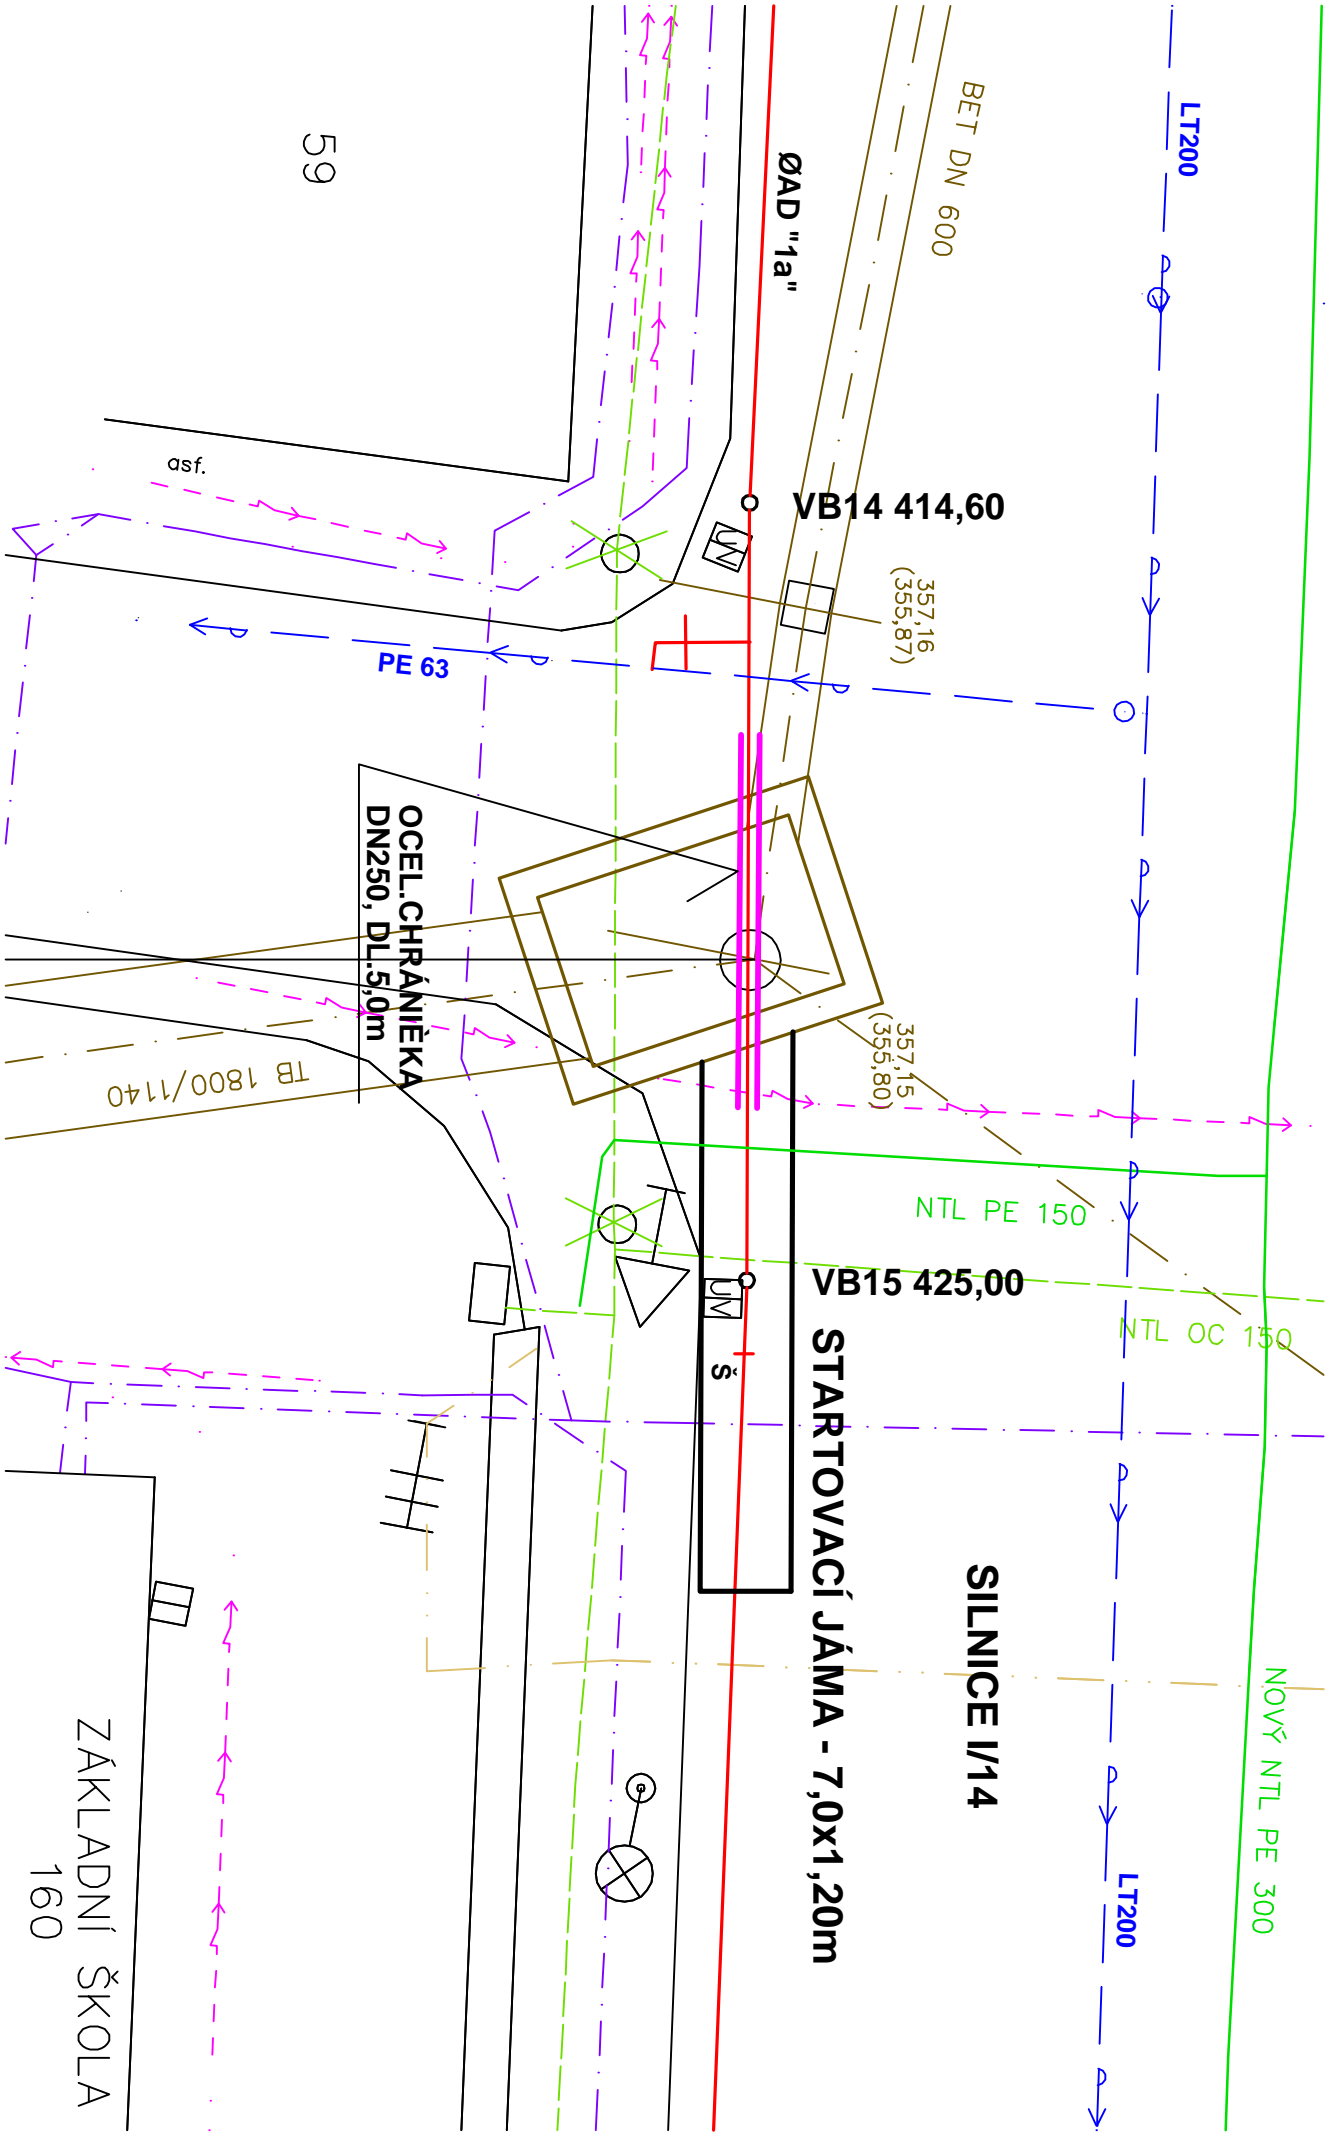 LT200
BET DN 600
59
ØAD "1a"
asf.
VB14 414,60
UN
357,16
(355,87)
PE 63
OCEL.CHRÁNIÈKA
DN250, DL.5,0m
357,15
(355,80)
TB 1800/1140
NTL PE 150
VB15 425,00
UV
NTL OC 150
Š
STARTOVACÍ JÁMA - 7,0x1,20m
SILNICE I/14
NOVÝ NTL PE 300
LT200
ZÁKLADNÍ ŠKOLA
160